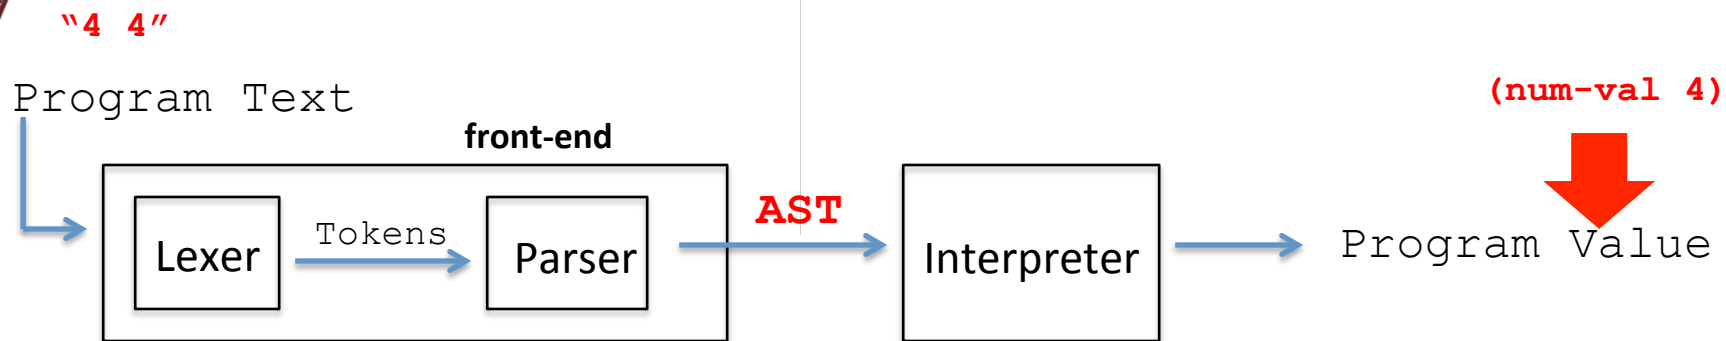 “4 4”
Program Text
(num-val 4)
front-end
AST
Tokens
Lexer
Parser
Interpreter
Program Value